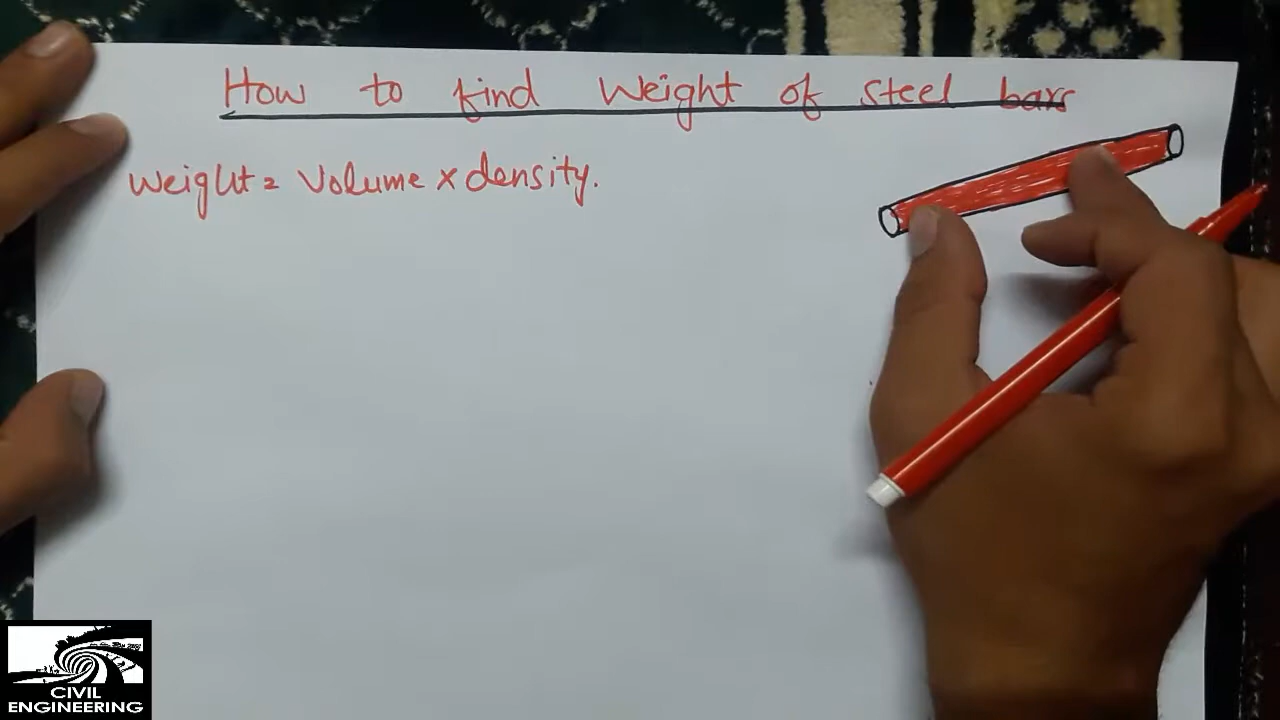 How to find Weight of Steel bars
Weight = Volume x density.
CIVIL
ENGINEERING